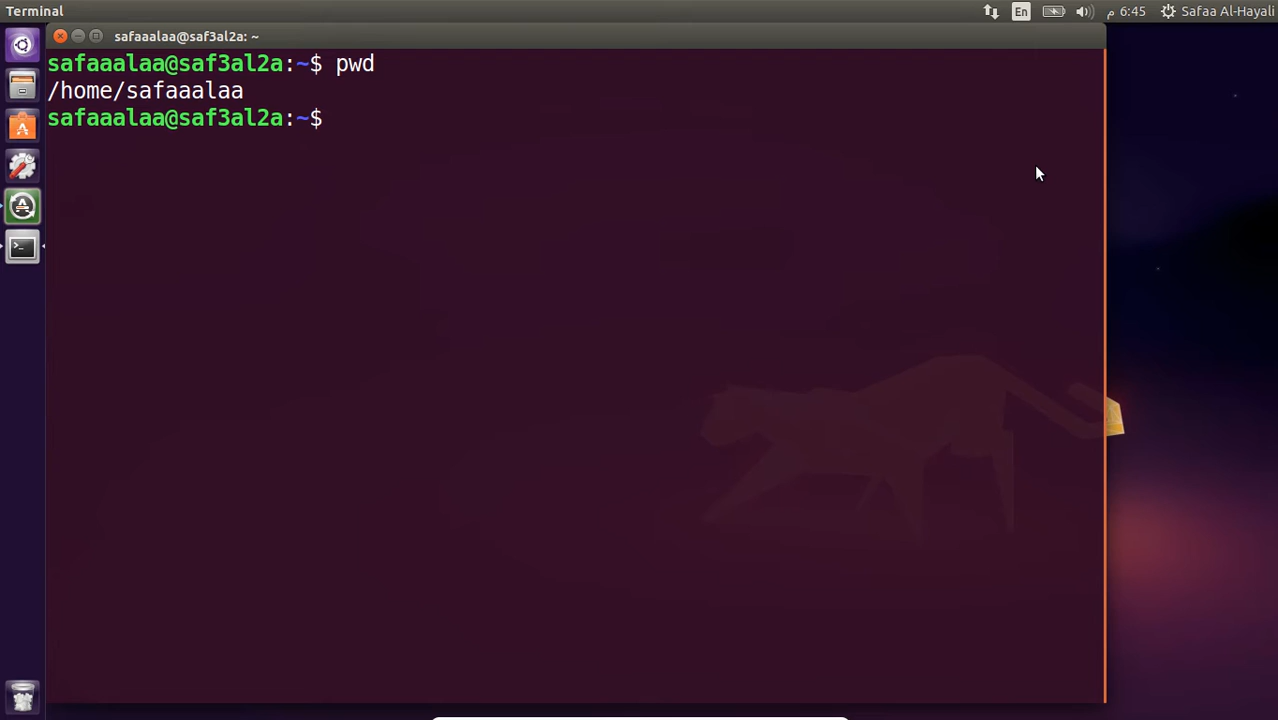 Terminal
En
6:45 م
Safaa Al-Hayali
safaaalaa@saf3al2a: ~
safaaalaa@saf3al2a:~$ pwd
/home/safaaalaa
safaaalaa@saf3al2a:~$